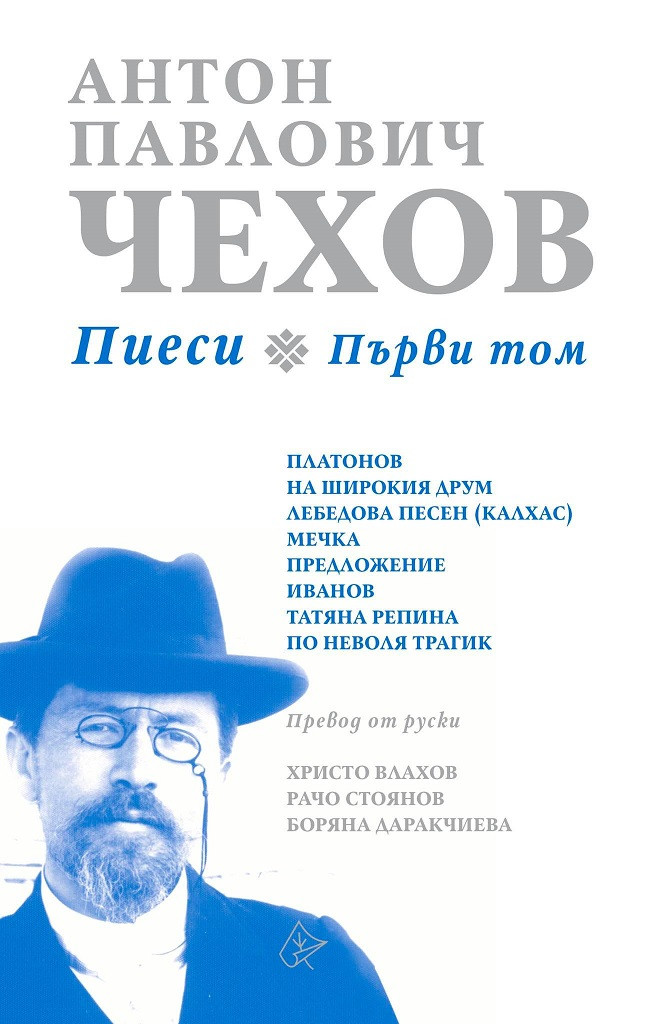 АНТОН
ПАВЛОВИЧ
ЧЕХОВ
Пиеси Първи том
ПЛАТОНОВ
НА ШИРОКИЯ ДРУМ
ЛЕБЕДОВА ПЕСЕН (КАЛХАС)
МЕЧКА
ПРЕДЛОЖЕНИЕ
ИВАНОВ
ТАТЯНА РЕПИНА
ПО НЕВОЛЯ ТРАГИК
Превод от руски
ХРИСТО ВЛАХОВ
РАЧО СТОЯНОВ
БОРЯНА ДАРАКЧИЕВА